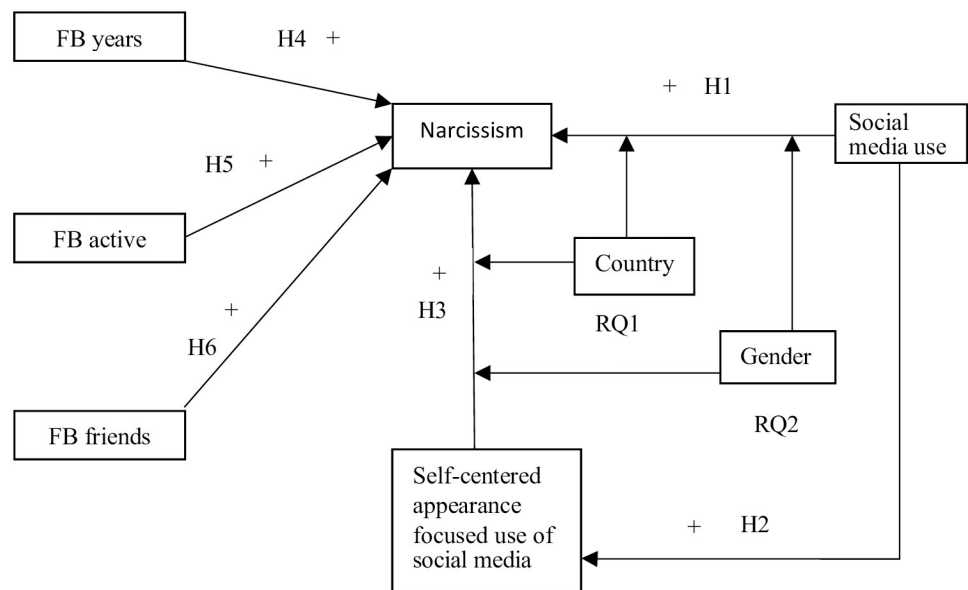 FB years
H4 +
+ H1
Narcissism
Social
media use
H5 +
FB active
Country
+
H3
RQ1
+
H6
Gender
RQ2
FB friends
Self-centered
appearance
focused use of
social media
+ H2